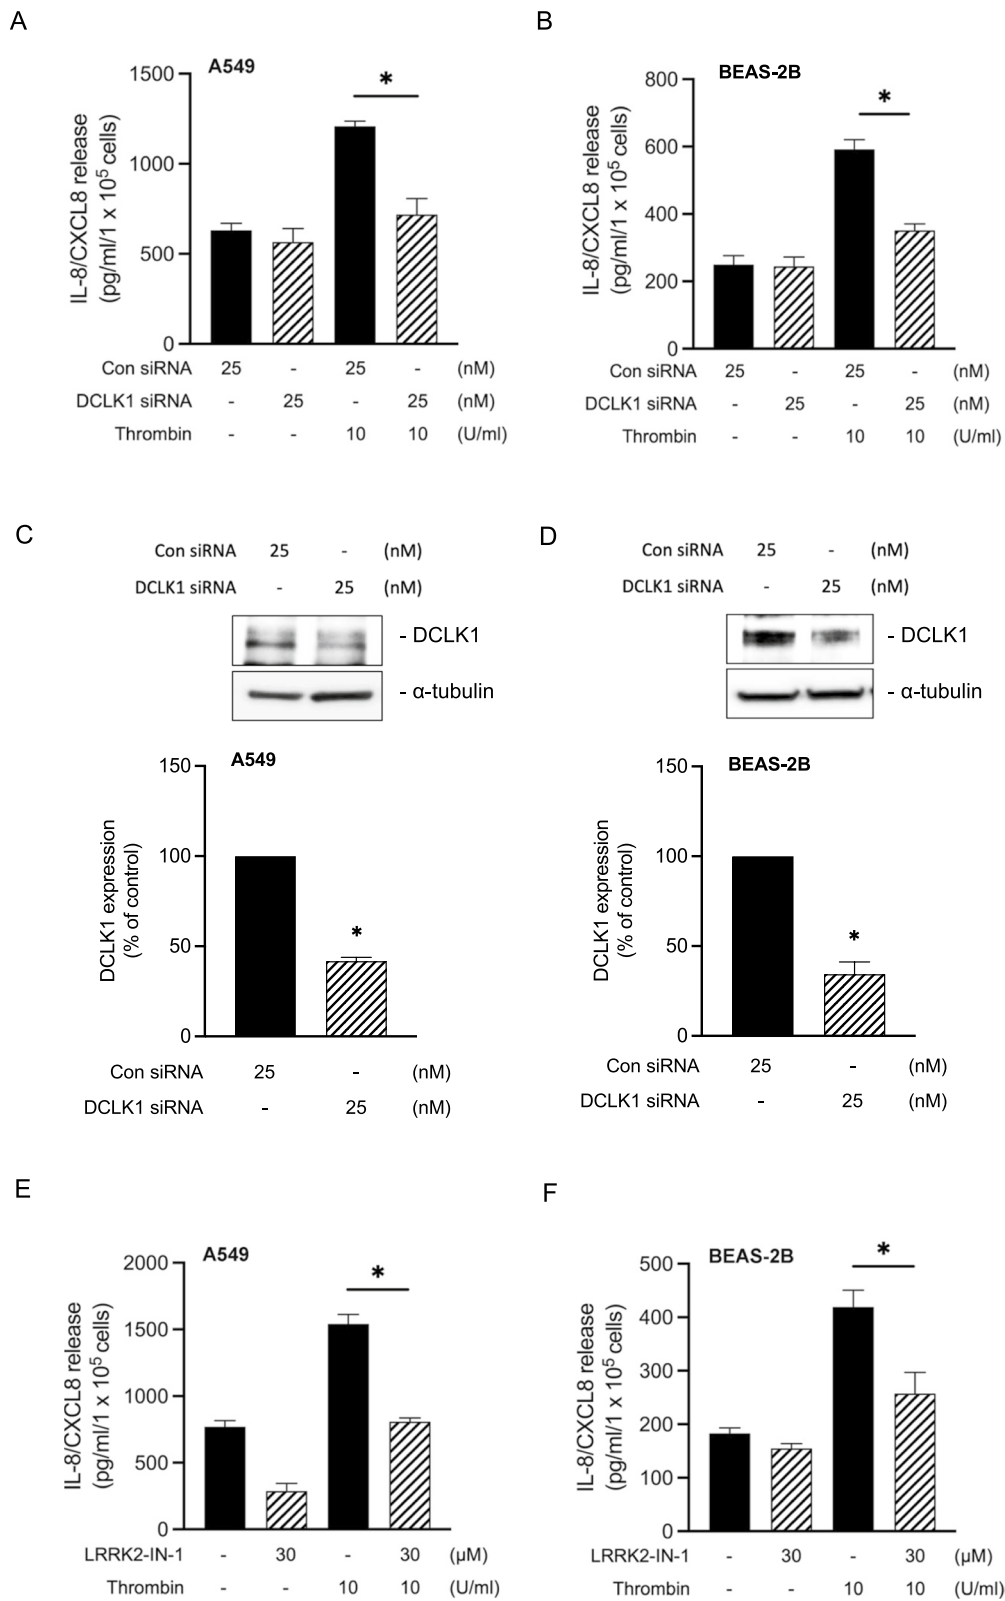 A
A549
IL-8/CXCL8 release
(pg/ml/1 x 10⁵ cells)
1500
1000
500
0
*
Con siRNA 25 - 25 - (nM)
DCLK1 siRNA - 25 - 25 (nM)
Thrombin - - 10 10 (U/ml)
B
BEAS-2B
IL-8/CXCL8 release
(pg/ml/1 x 10⁵ cells)
800
600
400
200
0
*
Con siRNA 25 - 25 - (nM)
DCLK1 siRNA - 25 - 25 (nM)
Thrombin - - 10 10 (U/ml)
C
Con siRNA 25 - (nM)
DCLK1 siRNA - 25 (nM)
- DCLK1
- α-tubulin
A549
DCLK1 expression
(% of control)
150
100
50
0
*
Con siRNA 25 - (nM)
DCLK1 siRNA - 25 (nM)
D
Con siRNA 25 - (nM)
DCLK1 siRNA - 25 (nM)
- DCLK1
- α-tubulin
BEAS-2B
DCLK1 expression
(% of control)
150
100
50
0
*
Con siRNA 25 - (nM)
DCLK1 siRNA - 25 (nM)
E
A549
IL-8/CXCL8 release
(pg/ml/1 x 10⁵ cells)
2000
1500
1000
500
0
*
LRRK2-IN-1 - 30 - 30 (μM)
Thrombin - - 10 10 (U/ml)
F
BEAS-2B
IL-8/CXCL8 release
(pg/ml/1 x 10⁵ cells)
500
400
300
200
100
0
*
LRRK2-IN-1 - 30 - 30 (μM)
Thrombin - - 10 10 (U/ml)